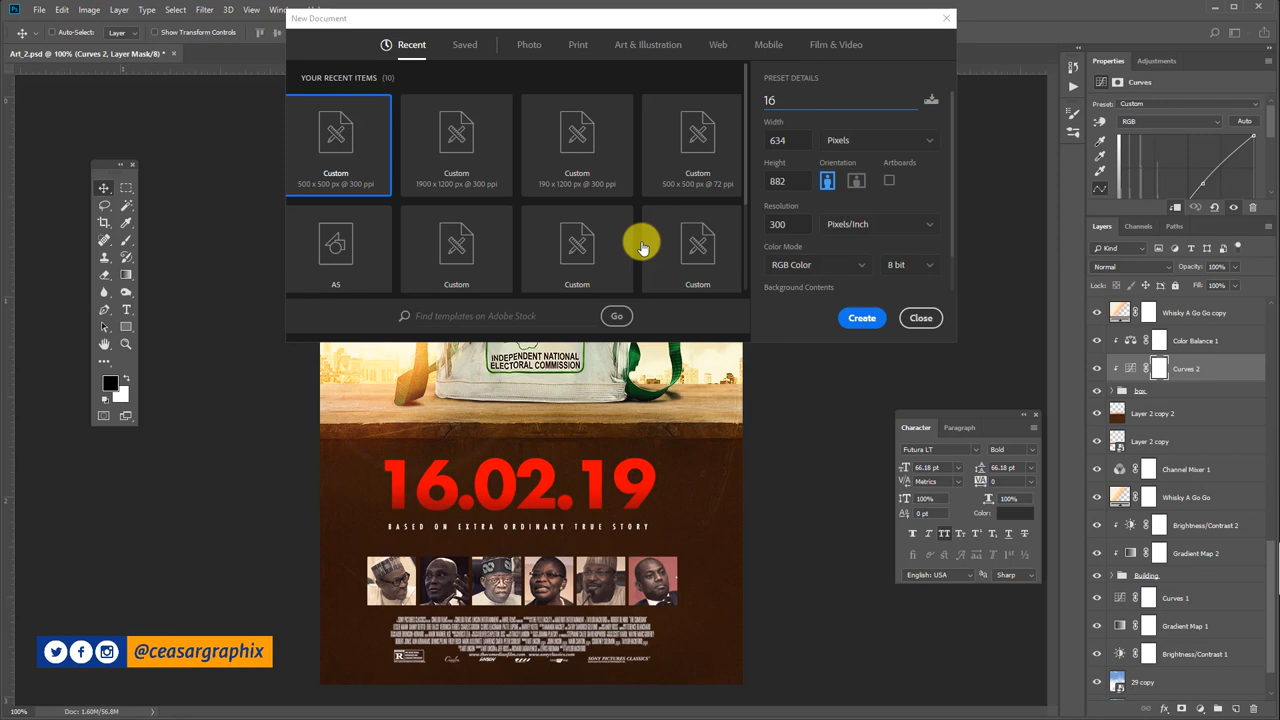 Ps File Edit Image Layer Type Select Filter 3D View
New Document
Auto-Select: Layer Show Transform Controls
Art_2.psd @ 100% (Curves 2, Layer Mask/8) *
Recent Saved Photo Print Art & Illustration Web Mobile Film & Video
YOUR RECENT ITEMS (10)
Custom
500 x 500 px @ 300 ppi
Custom
1900 x 1200 px @ 300 ppi
Custom
190 x 1200 px @ 300 ppi
Custom
500 x 500 px @ 72 ppi
A5
Custom
Custom
Custom
Find templates on Adobe Stock
Go
PRESET DETAILS
16
Width
634 Pixels
Height Orientation Artboards
882
Resolution
300 Pixels/Inch
Color Mode
RGB Color 8 bit
Background Contents
Create Close
INDEPENDENT NATIONAL
ELECTORAL COMMISSION
16.02.19
BASED ON EXTRA ORDINARY TRUE STORY
@ceasargraphix
100% Doc: 1.60M/56.8M
Properties Adjustments
Curves
Preset: Custom
RGB Auto
Layers Channels Paths
Kind
Normal Opacity: 100%
Lock: Fill: 100%
Whisky A Go Go copy
Color Balance 1
Curves 2
box
Layer 2 copy 2
Layer 2 copy
Channel Mixer 1
Whisky A Go Go
Brightness/Contrast 2
Gradient Map 2
Building
Curves 1
Gradient Map 1
Brightness/Contrast 1
29 copy
Character Paragraph
Futura LT Bold
66.18 pt 66.18 pt
Metrics 0
100% 100%
0 pt Color:
English: USA Sharp